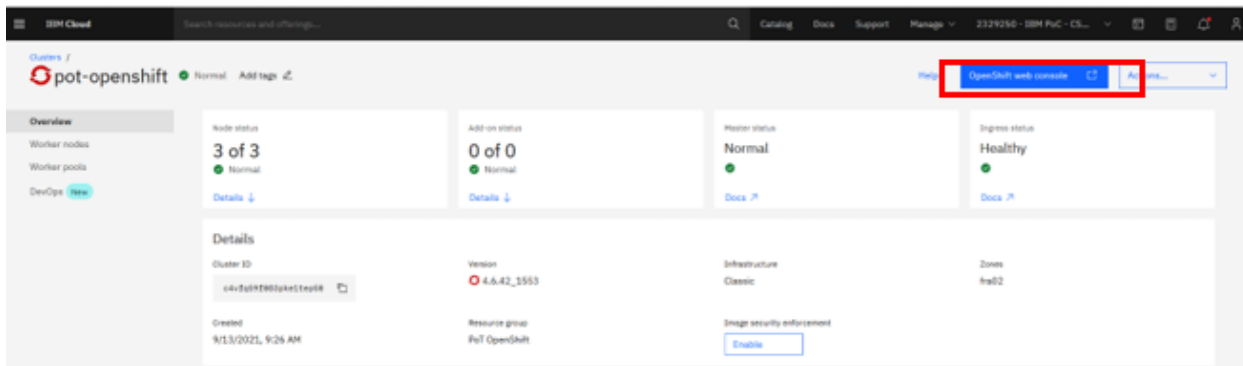 IBM Cloud
Search resources and offerings...
Catalog
Docs
Support
Manage
2329250 - IBM PoC - CS...
Clusters /
pot-openshift
Normal
Add tags
Help
OpenShift web console
Overview
Worker nodes
Worker pools
DevOps
New
Node status
3 of 3
Normal
Details
Add-on status
0 of 0
Normal
Details
Master status
Normal
Docs
Ingress status
Healthy
Docs
Details
Cluster ID
Version
4.6.42_1553
Infrastructure
Classic
Zones
fra02
Created
9/13/2021, 9:26 AM
Resource group
PoT OpenShift
Image security enforcement
Enable